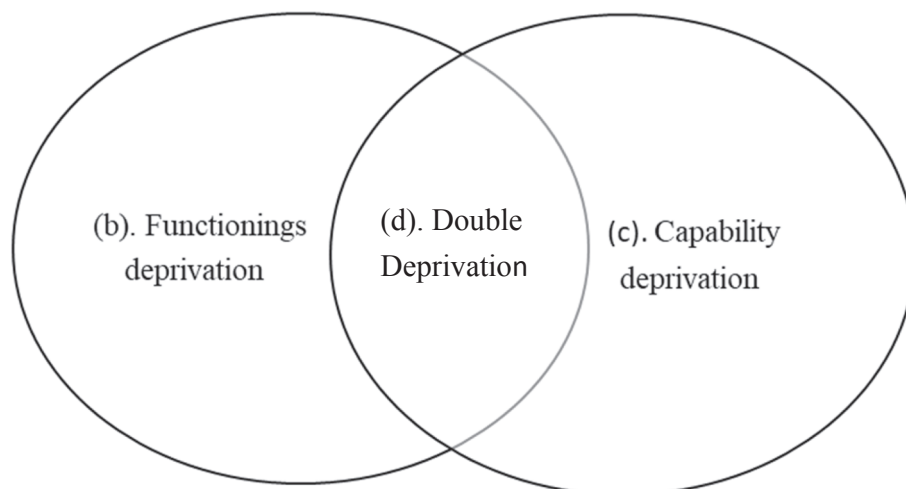 (b). Functionings
deprivation
(d). Double
Deprivation
(c). Capability
deprivation